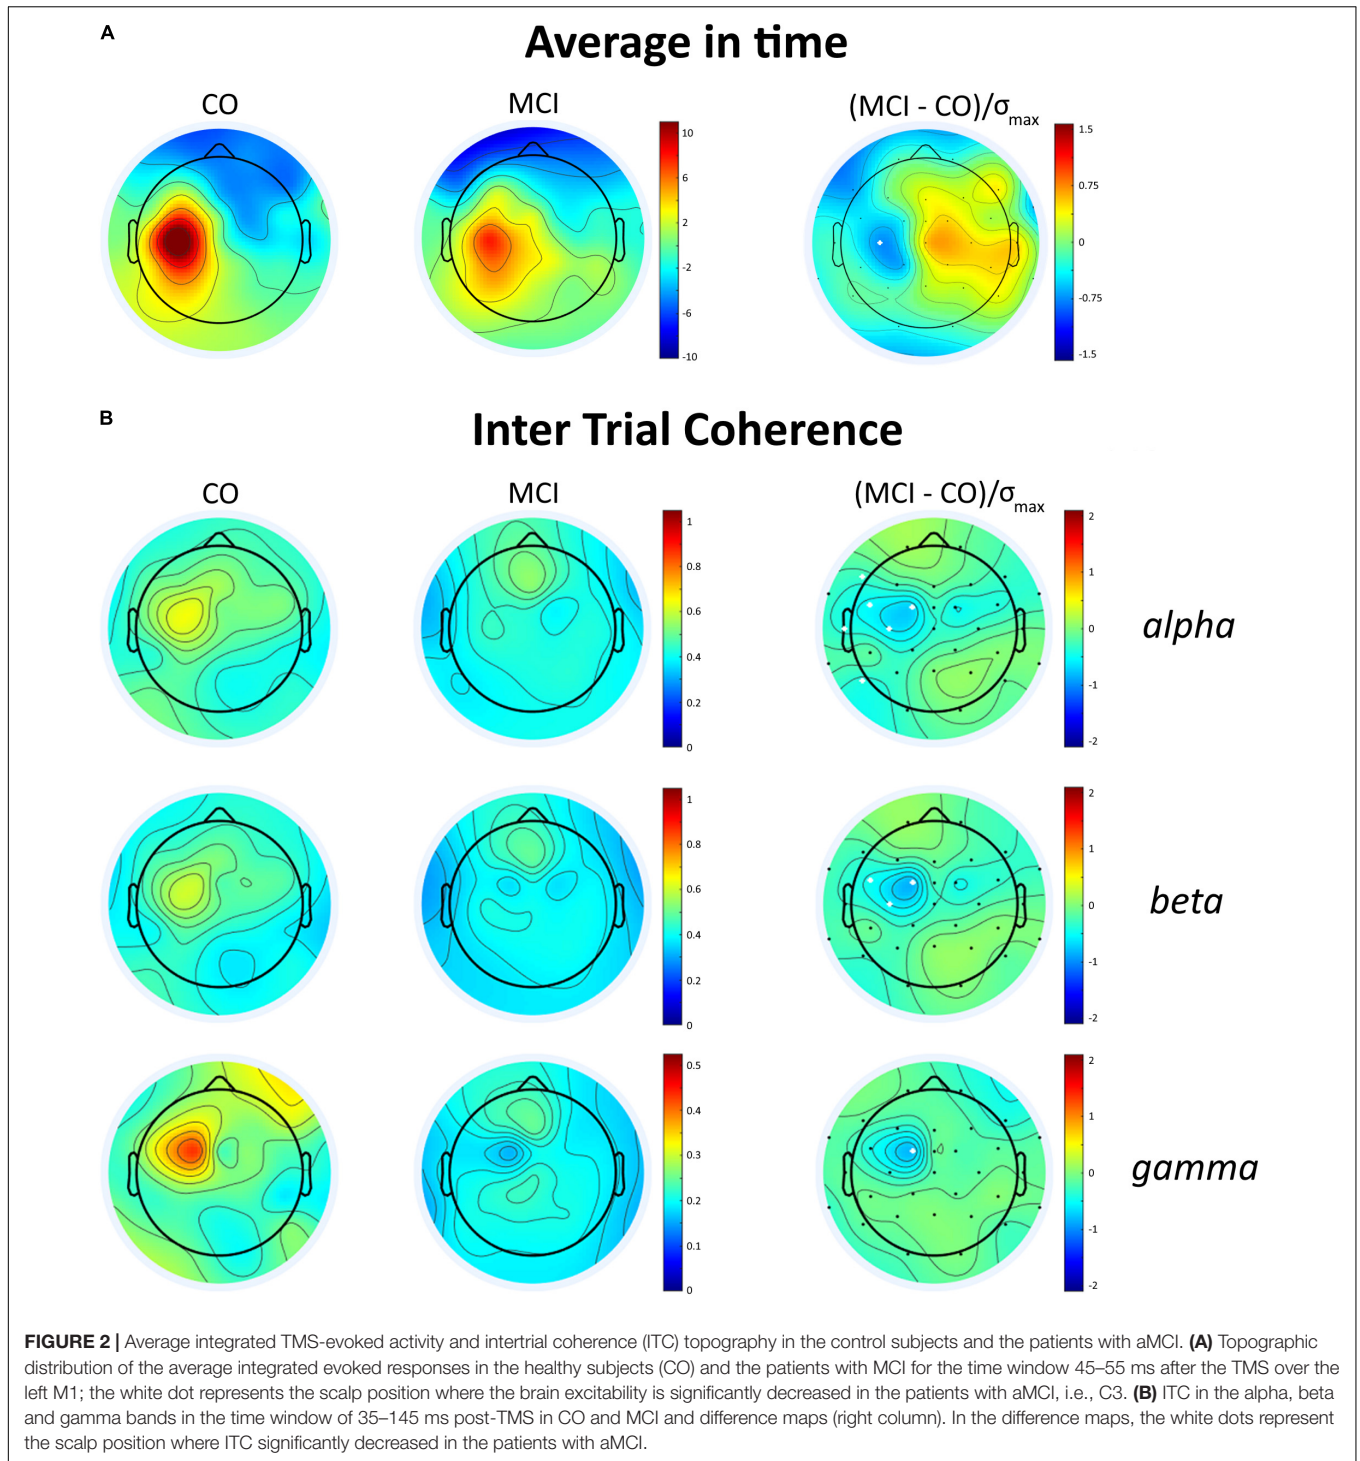 A
Average in time
CO
MCI
(MCI - CO)/σmax
10
6
2
-2
-6
-10
1.5
0.75
0
-0.75
-1.5
B
Inter Trial Coherence
CO
MCI
(MCI - CO)/σmax
1
0.8
0.6
0.4
0.2
0
2
1
0
-1
-2
alpha
1
0.8
0.6
0.4
0.2
0
2
1
0
-1
-2
beta
0.5
0.4
0.3
0.2
0.1
0
2
1
0
-1
-2
gamma
FIGURE 2 | Average integrated TMS-evoked activity and intertrial coherence (ITC) topography in the control subjects and the patients with aMCI. (A) Topographic
distribution of the average integrated evoked responses in the healthy subjects (CO) and the patients with MCI for the time window 45–55 ms after the TMS over the
left M1; the white dot represents the scalp position where the brain excitability is significantly decreased in the patients with aMCI, i.e., C3. (B) ITC in the alpha, beta
and gamma bands in the time window of 35–145 ms post-TMS in CO and MCI and difference maps (right column). In the difference maps, the white dots represent
the scalp position where ITC significantly decreased in the patients with aMCI.